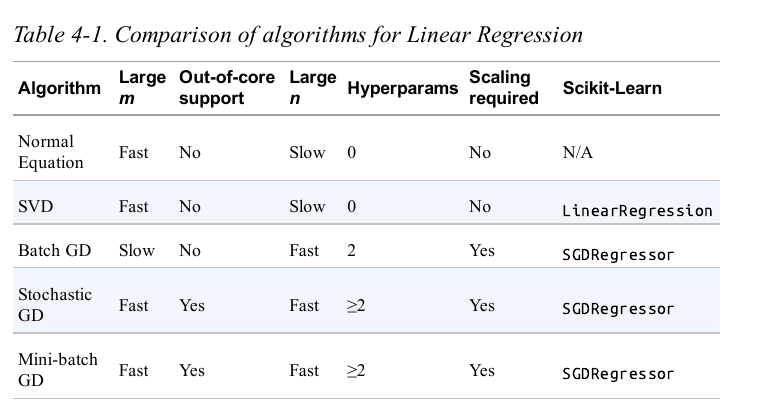 Table 4-1. Comparison of algorithms for Linear Regression
Algorithm Large m Out-of-core support Large n Hyperparams Scaling required Scikit-Learn
Normal Equation Fast No Slow 0 No N/A
SVD Fast No Slow 0 No LinearRegression
Batch GD Slow No Fast 2 Yes SGDRegressor
Stochastic GD Fast Yes Fast ≥2 Yes SGDRegressor
Mini-batch GD Fast Yes Fast ≥2 Yes SGDRegressor